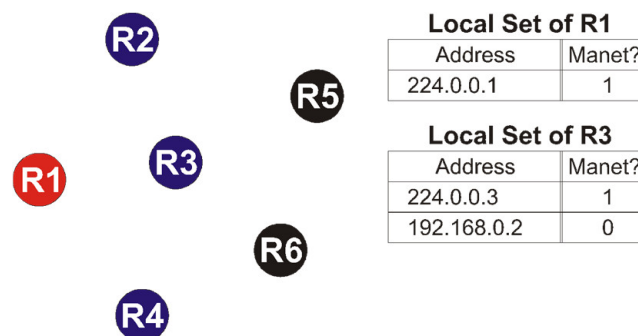 R2
R5
R3
R1
R6
R4
Local Set of R1
Address Manet?
224.0.0.1 1
Local Set of R3
Address Manet?
224.0.0.3 1
192.168.0.2 0